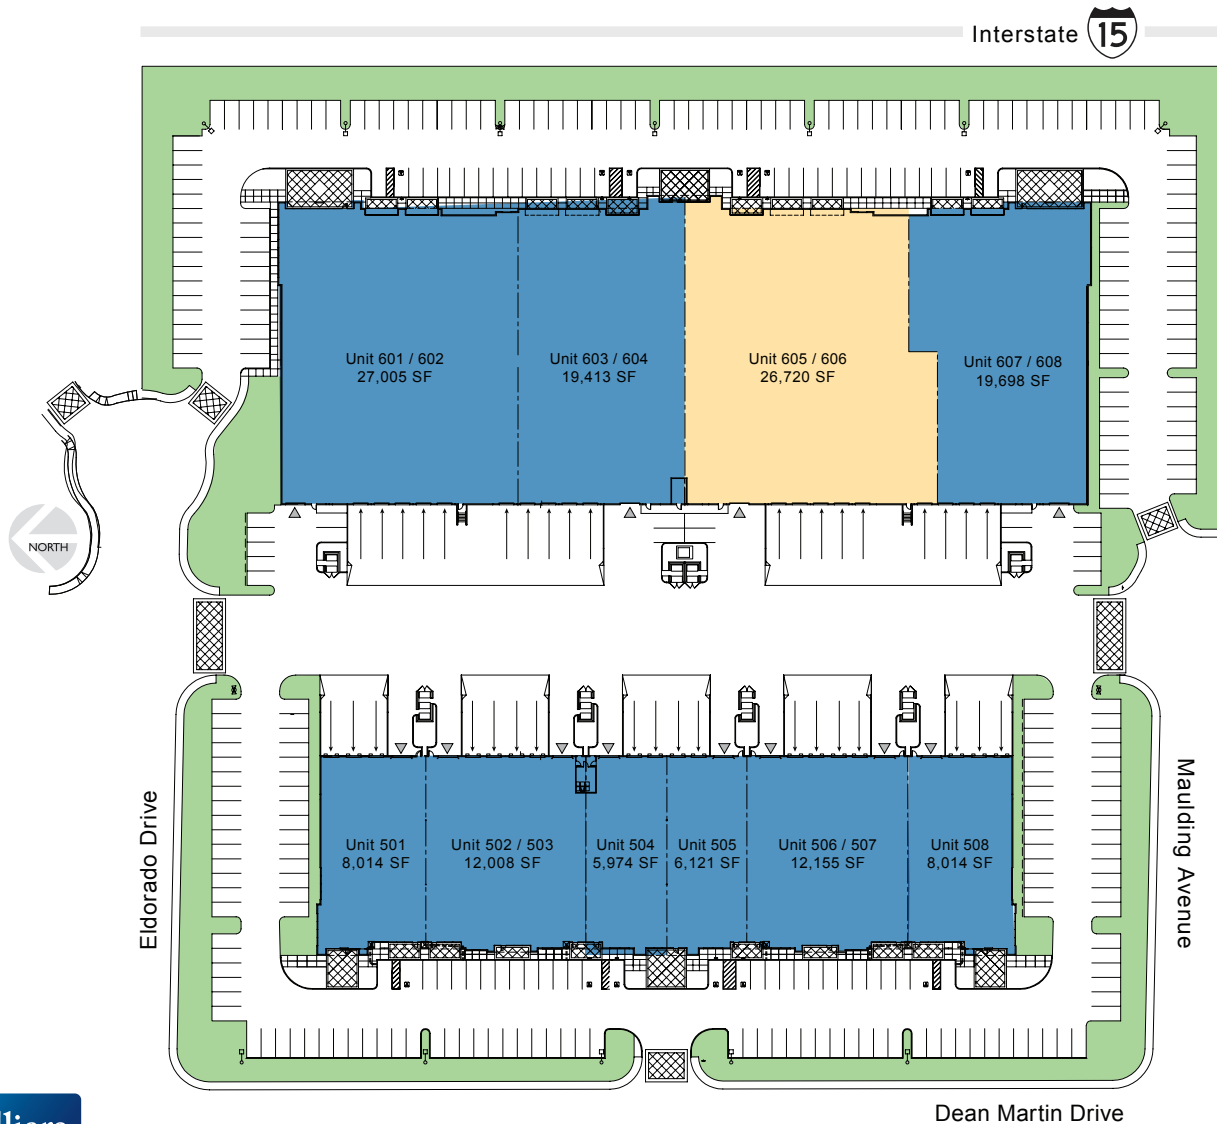 Interstate 15
Unit 601 / 602
27,005 SF
Unit 603 / 604
19,413 SF
Unit 605 / 606
26,720 SF
Unit 607 / 608
19,698 SF
NORTH
Unit 501
8,014 SF
Unit 502 / 503
12,008 SF
Unit 504
5,974 SF
Unit 505
6,121 SF
Unit 506 / 507
12,155 SF
Unit 508
8,014 SF
Eldorado Drive
Maulding Avenue
Dean Martin Drive